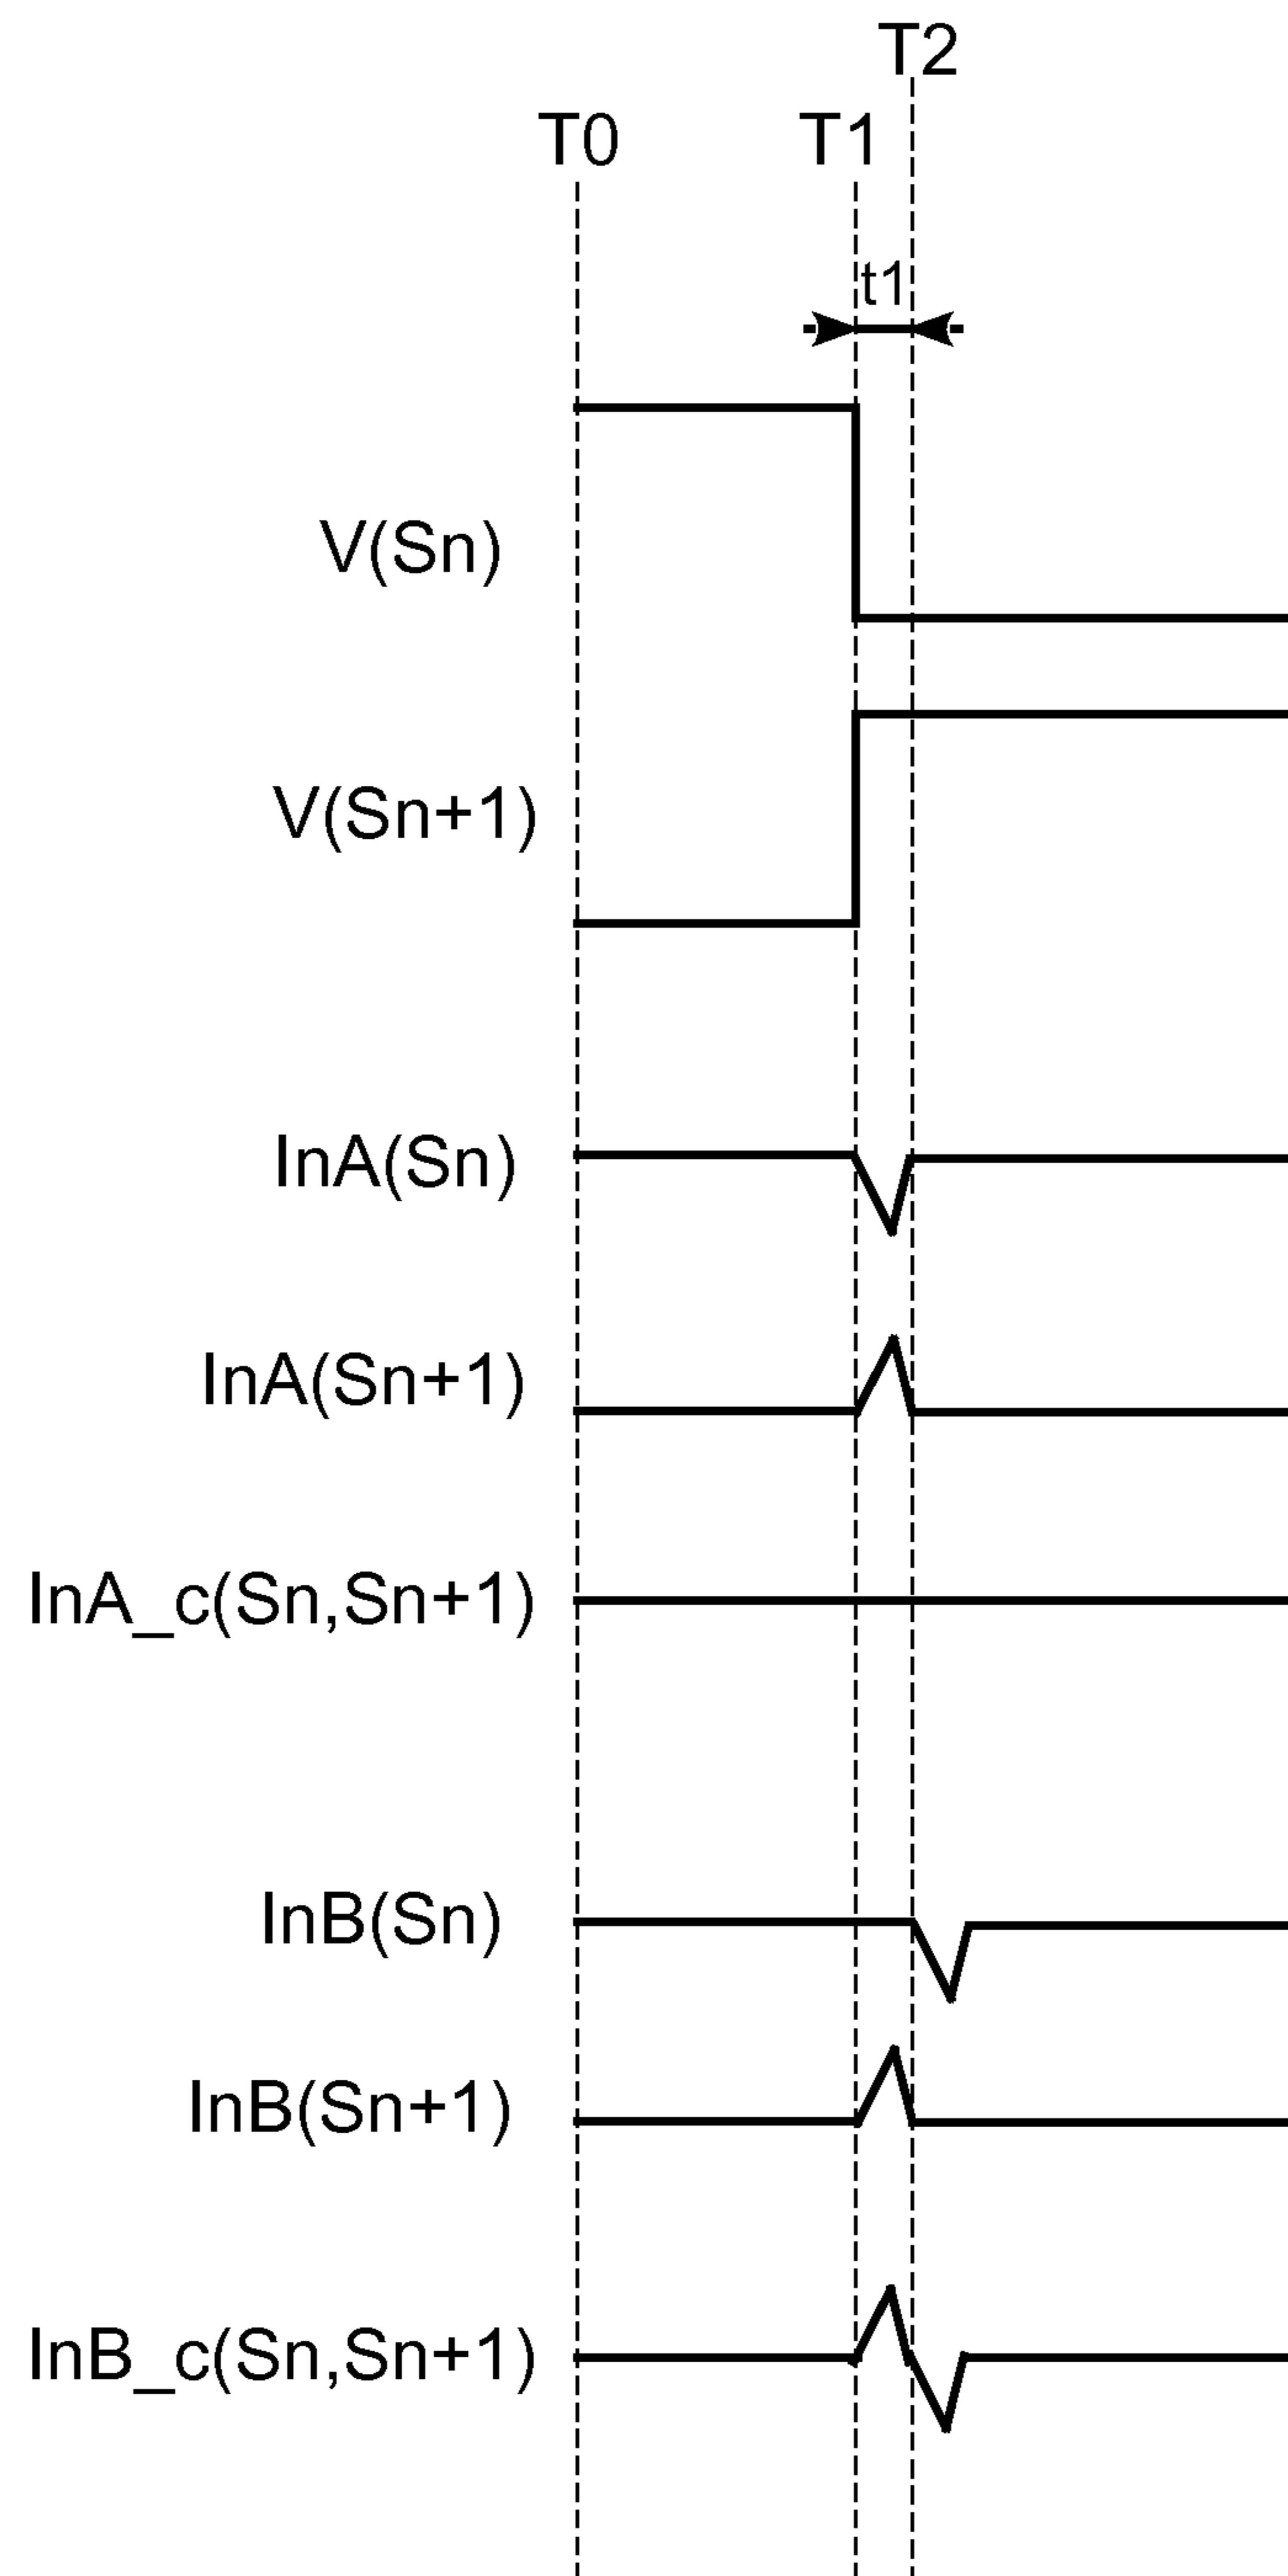 T2
T0
T1
t1
V(Sn)
V(Sn+1)
InA(Sn)
InA(Sn+1)
InA_c(Sn,Sn+1)
InB(Sn)
InB(Sn+1)
InB_c(Sn,Sn+1)